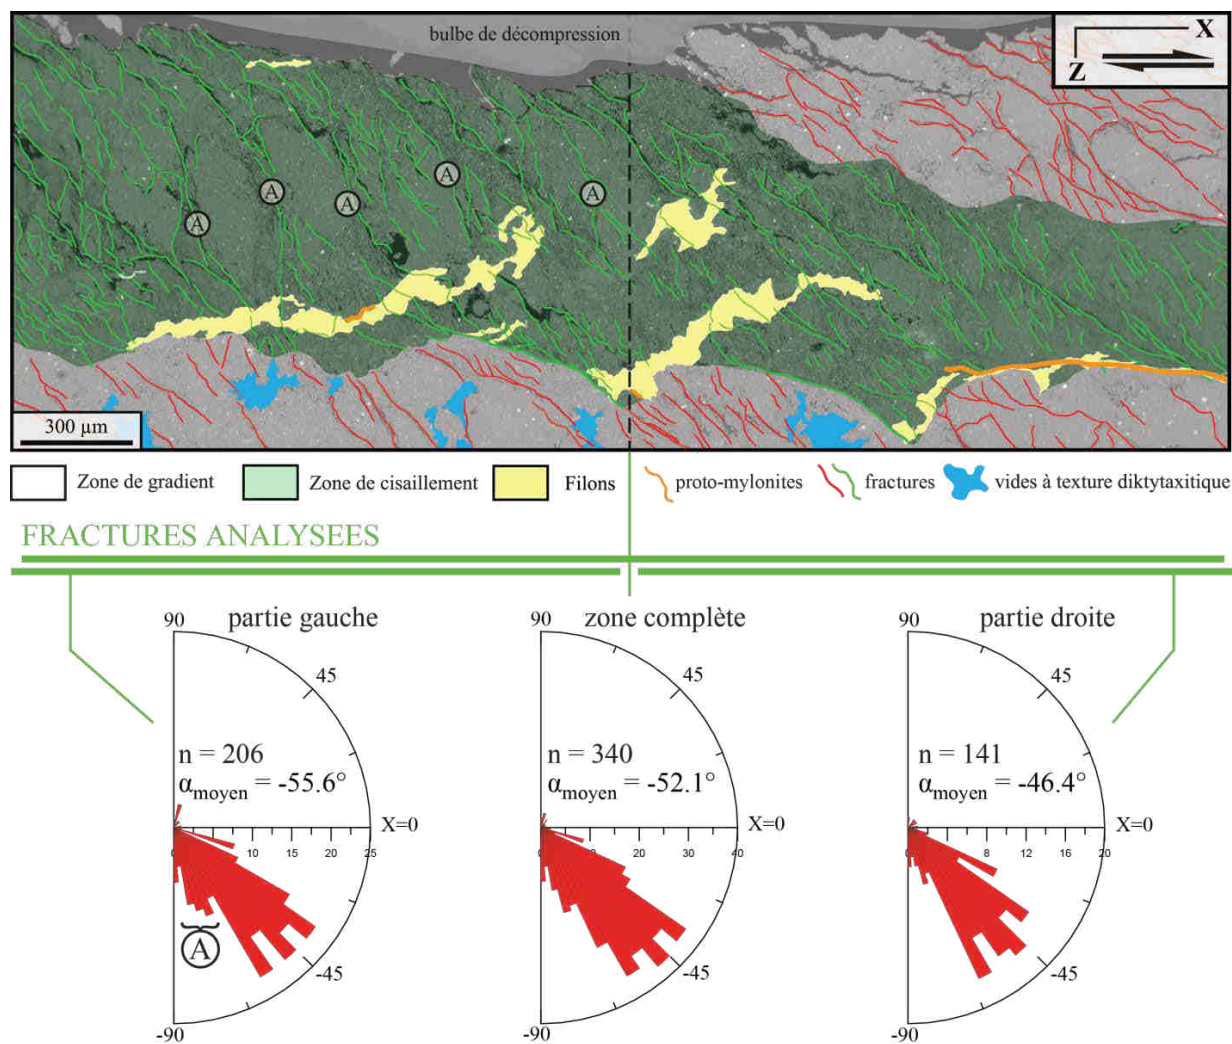 bulbe de décompression
X
Z
A
A
A
A
A
300 µm
Zone de gradient
Zone de cisaillement
Filons
proto-mylonites
fractures
vides à texture diktytaxitique
FRACTURES ANALYSEES
90 partie gauche
45
n = 206
αmoyen = -55.6°
X=0
0 10 15 20 25
A
-45
-90
90 zone complète
45
n = 340
αmoyen = -52.1°
X=0
0 10 20 30 40
-45
-90
90 partie droite
45
n = 141
αmoyen = -46.4°
X=0
8 12 16 20
-45
-90